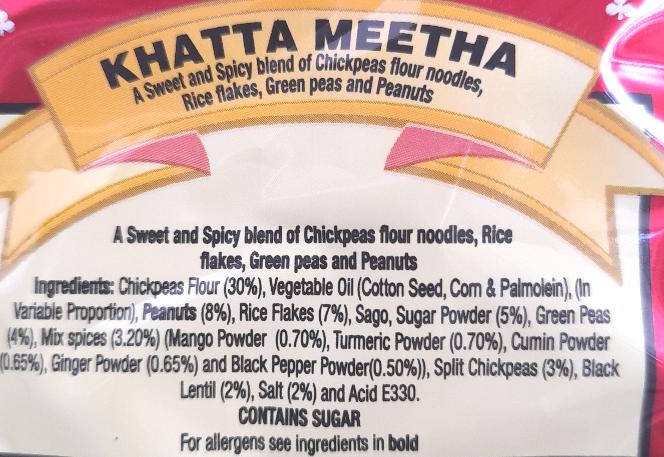 KHATTA MEETHA
A Sweet and Spicy blend of Chickpeas flour noodles,
Rice flakes, Green peas and Peanuts
A Sweet and Spicy blend of Chickpeas flour noodles, Rice
flakes, Green peas and Peanuts
Ingredients: Chickpeas Flour (30%), Vegetable Oil (Cotton Seed, Corn & Palmolein), (In
Variable Proportion), Peanuts (8%), Rice Flakes (7%), Sago, Sugar Powder (5%), Green Peas
(4%), Mix spices (3.20%) (Mango Powder (0.70%), Turmeric Powder (0.70%), Cumin Powder
(0.65%), Ginger Powder (0.65%) and Black Pepper Powder(0.50%)), Split Chickpeas (3%), Black
Lentil (2%), Salt (2%) and Acid E330.
CONTAINS SUGAR
For allergens see ingredients in bold